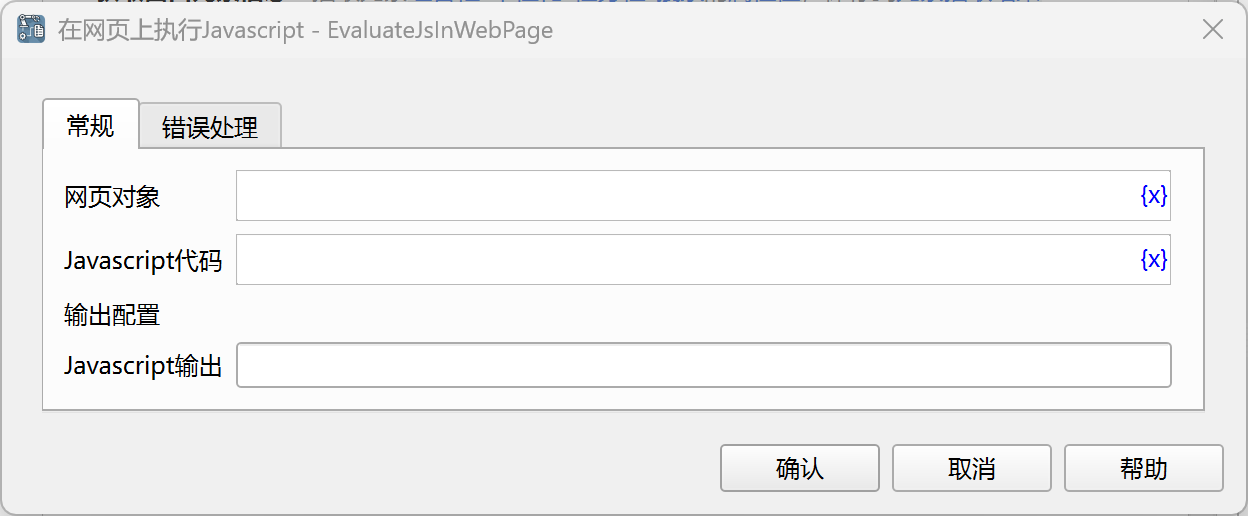 在网页上执行Javascript - EvaluateJsInWebPage
常规
错误处理
网页对象
{x}
Javascript代码
{x}
输出配置
Javascript输出
确认
取消
帮助